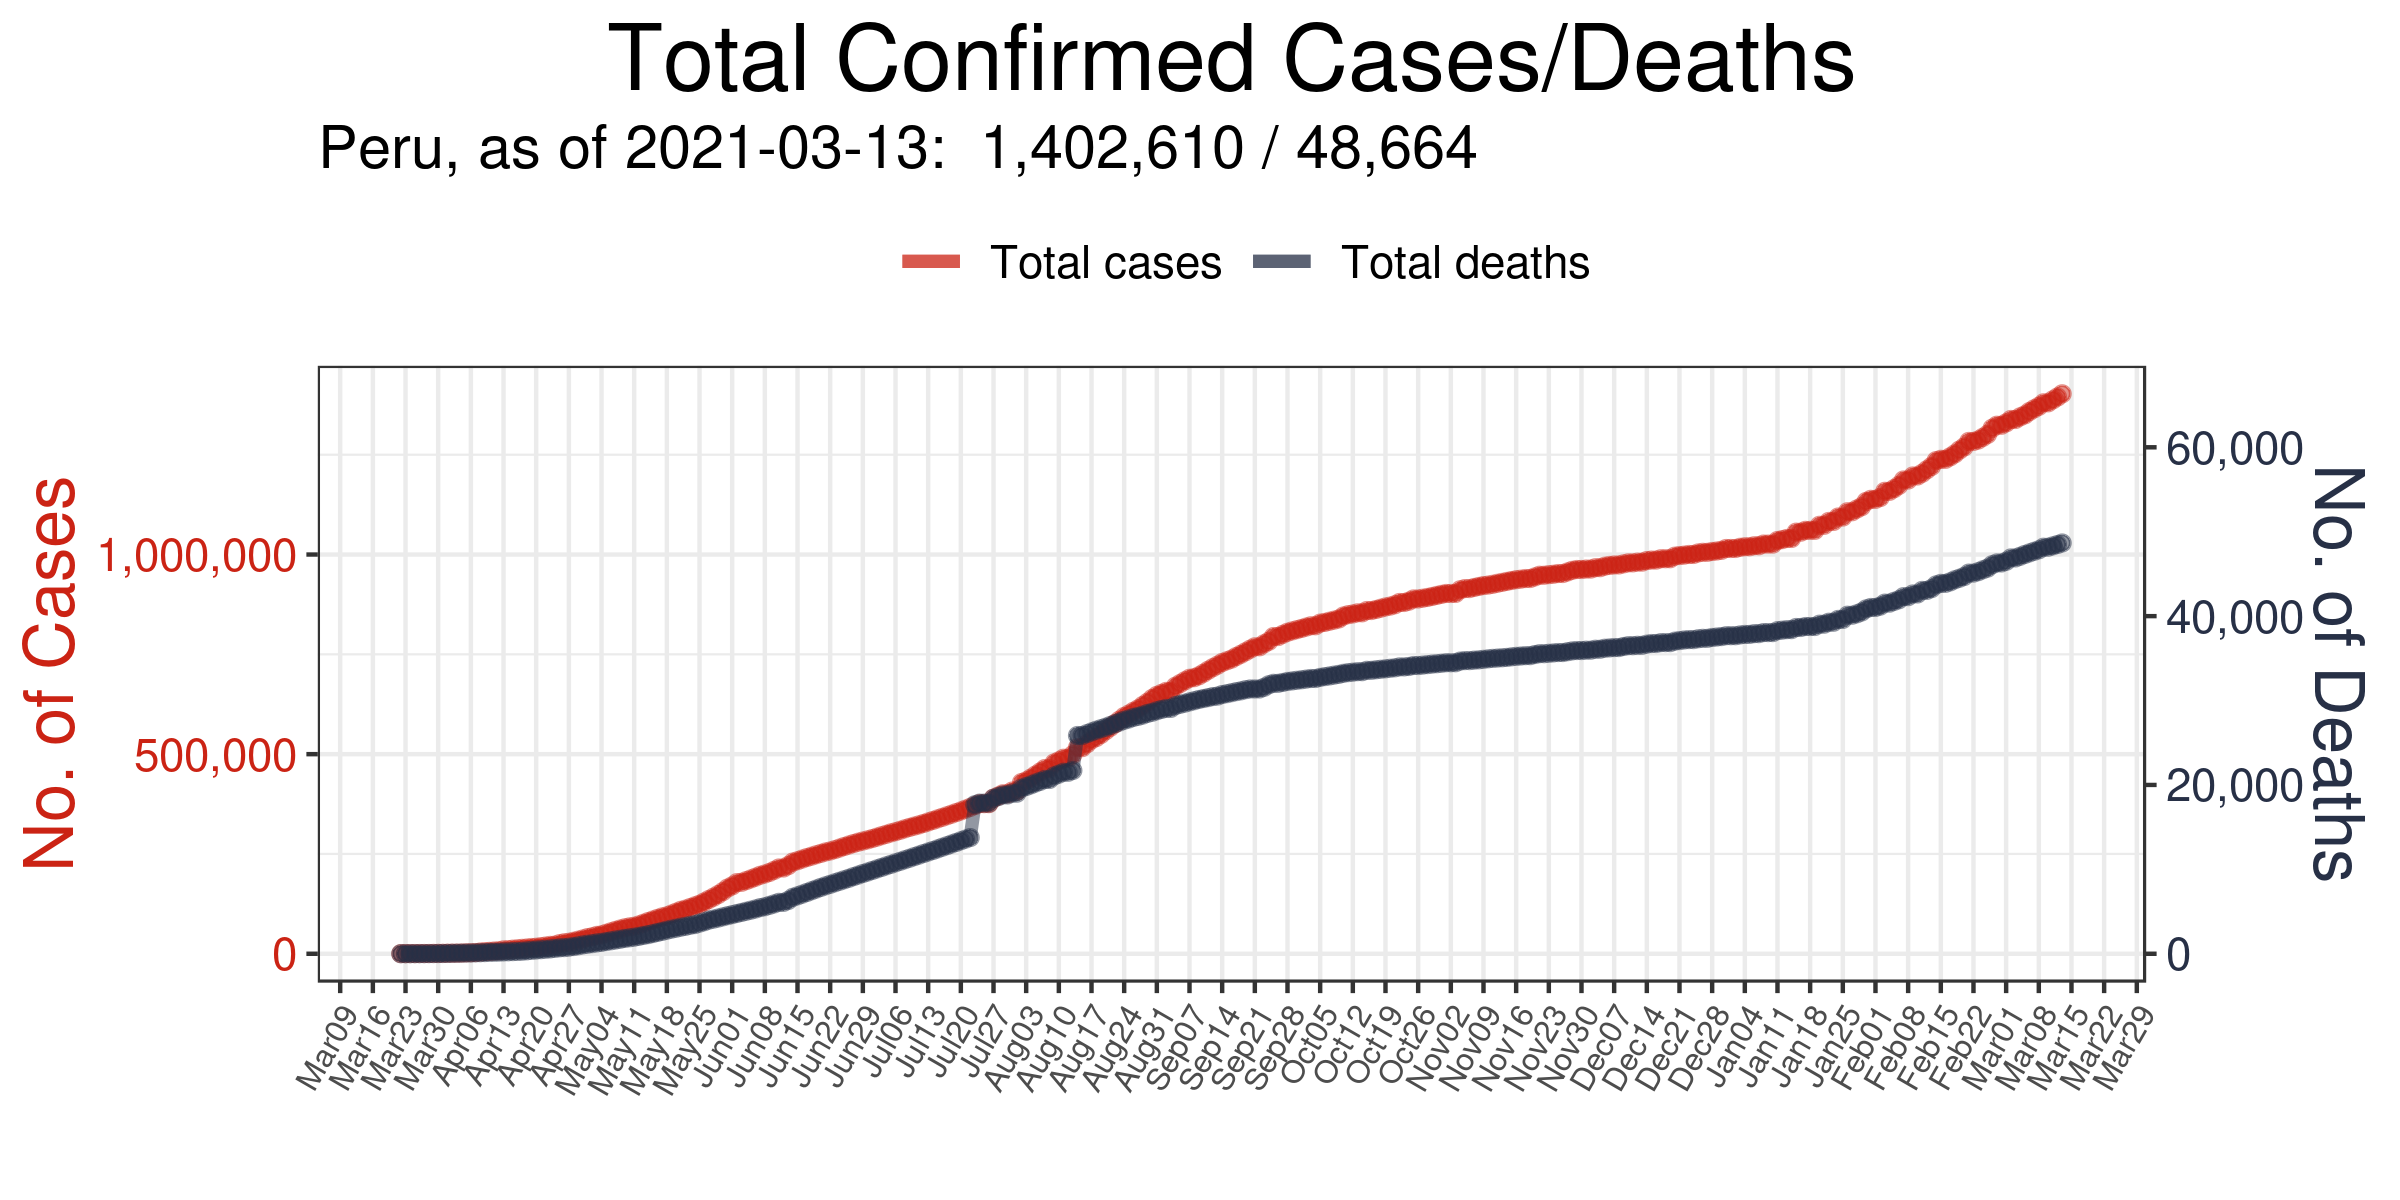 Total Confirmed Cases/Deaths
Peru, as of 2021-03-13:  1,402,610 / 48,664
Total cases
Total deaths
No. of Cases
1,000,000
500,000
0
60,000
40,000
20,000
0
No. of Deaths
Mar09
Mar16
Mar23
Mar30
Apr06
Apr13
Apr20
Apr27
May04
May11
May18
May25
Jun01
Jun08
Jun15
Jun22
Jun29
Jul06
Jul13
Jul20
Jul27
Aug03
Aug10
Aug17
Aug24
Aug31
Sep07
Sep14
Sep21
Sep28
Oct05
Oct12
Oct19
Oct26
Nov02
Nov09
Nov16
Nov23
Nov30
Dec07
Dec14
Dec21
Dec28
Jan04
Jan11
Jan18
Jan25
Feb01
Feb08
Feb15
Feb22
Mar01
Mar08
Mar15
Mar22
Mar29